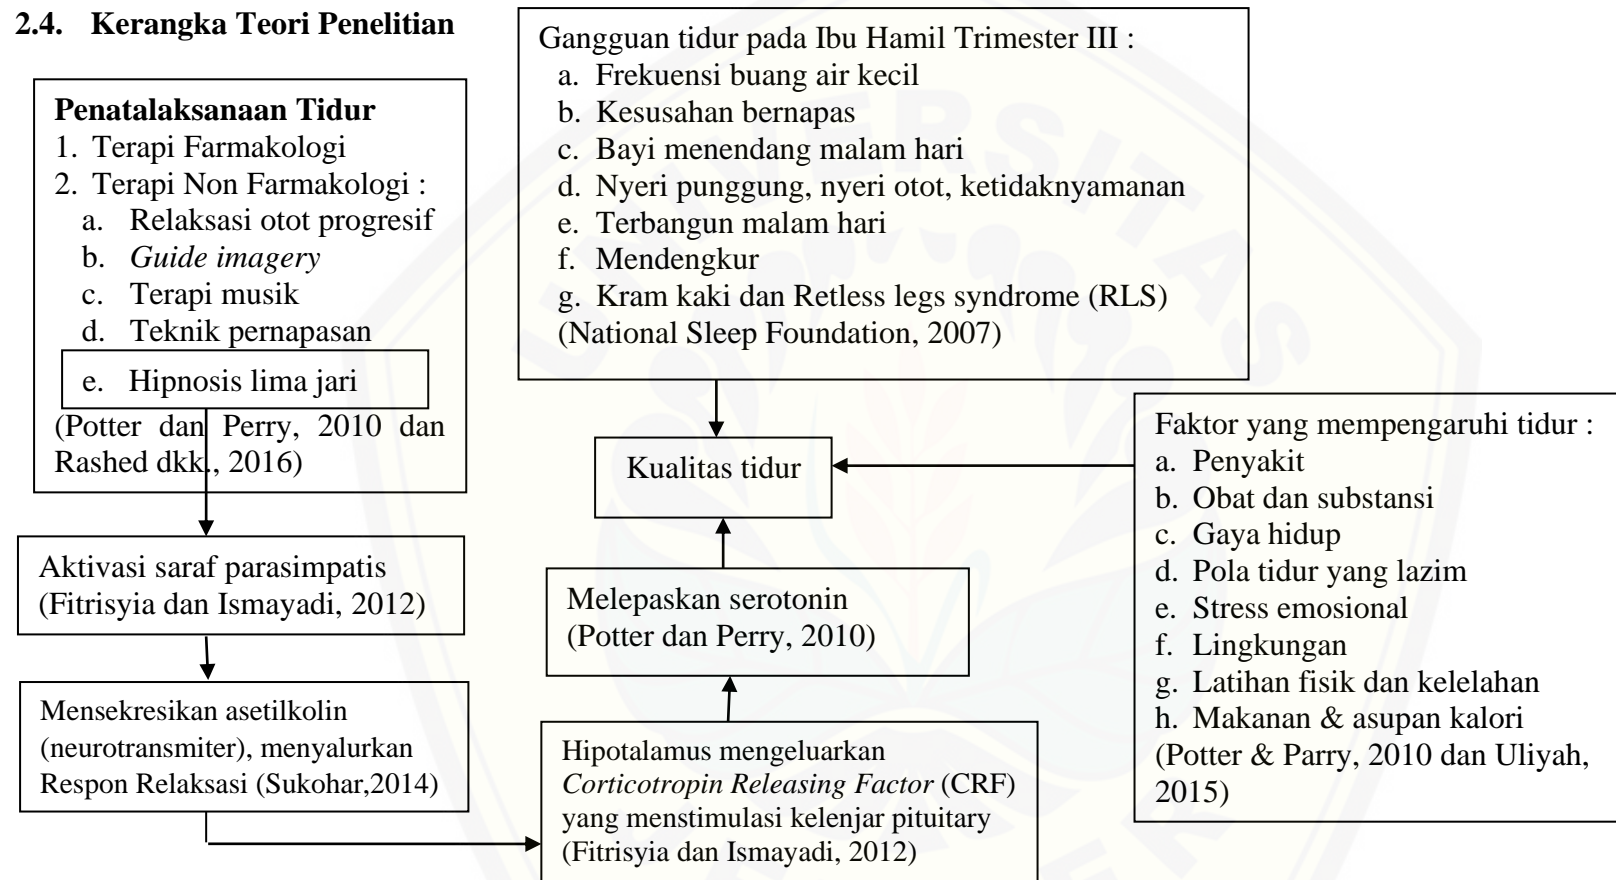 2.4. Kerangka Teori Penelitian
Penatalaksanaan Tidur
1. Terapi Farmakologi
2. Terapi Non Farmakologi :
a. Relaksasi otot progresif
b. Guide imagery
c. Terapi musik
d. Teknik pernapasan
e. Hipnosis lima jari
(Potter dan Perry, 2010 dan
Rashed dkk., 2016)
Aktivasi saraf parasimpatis
(Fitrisyia dan Ismayadi, 2012)
Mensekresikan asetilkolin
(neurotransmiter), menyalurkan
Respon Relaksasi (Sukohar,2014)
Gangguan tidur pada Ibu Hamil Trimester III :
a. Frekuensi buang air kecil
b. Kesusahan bernapas
c. Bayi menendang malam hari
d. Nyeri punggung, nyeri otot, ketidaknyamanan
e. Terbangun malam hari
f. Mendengkur
g. Kram kaki dan Retless legs syndrome (RLS)
(National Sleep Foundation, 2007)
Kualitas tidur
Melepaskan serotonin
(Potter dan Perry, 2010)
Hipotalamus mengeluarkan
Corticotropin Releasing Factor (CRF)
yang menstimulasi kelenjar pituitary
(Fitrisyia dan Ismayadi, 2012)
Faktor yang mempengaruhi tidur :
a. Penyakit
b. Obat dan substansi
c. Gaya hidup
d. Pola tidur yang lazim
e. Stress emosional
f. Lingkungan
g. Latihan fisik dan kelelahan
h. Makanan & asupan kalori
(Potter & Parry, 2010 dan Uliyah,
2015)
UNIVERSITAS